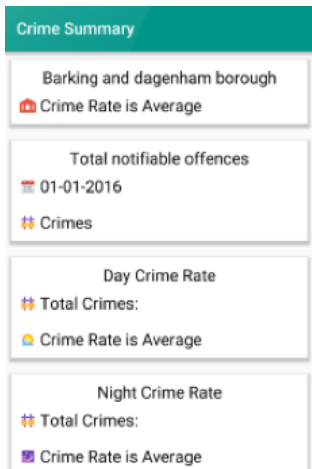 Crime Summary
Barking and dagenham borough
Crime Rate is Average
Total notifiable offences
01-01-2016
Crimes
Day Crime Rate
Total Crimes:
Crime Rate is Average
Night Crime Rate
Total Crimes:
Crime Rate is Average